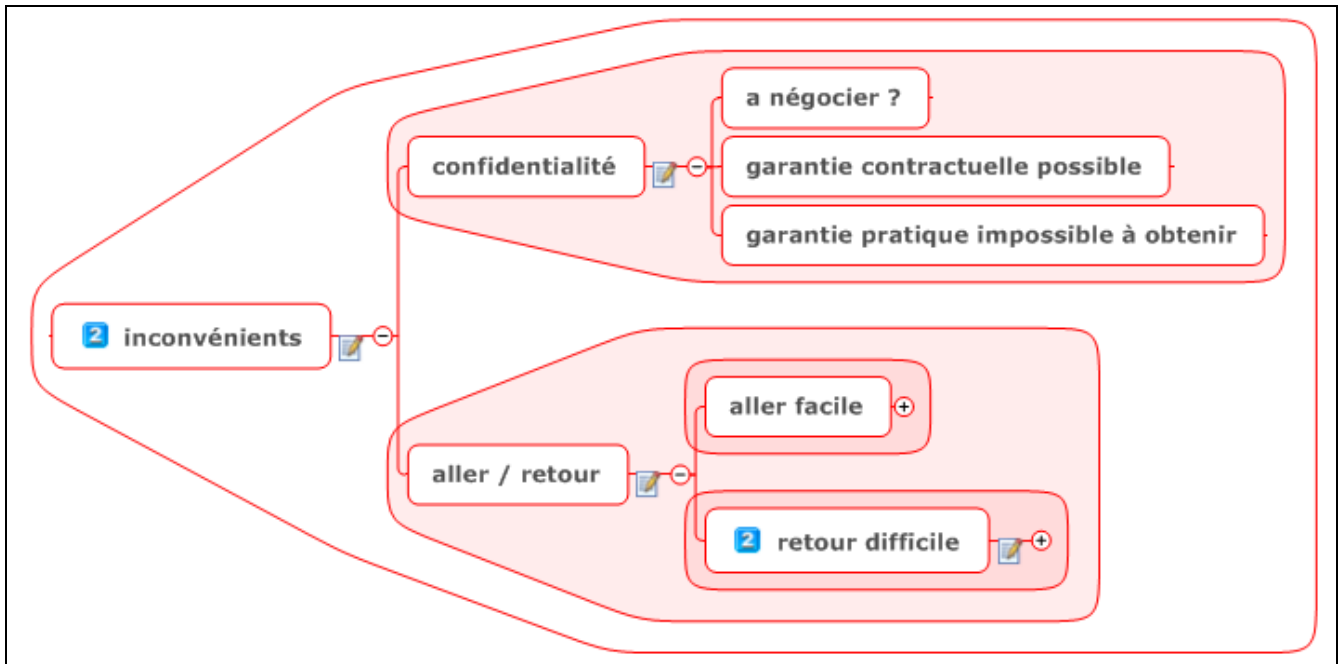 a négocier ?
confidentialité
garantie contractuelle possible
garantie pratique impossible à obtenir
2 inconvénients
aller facile
aller / retour
2 retour difficile